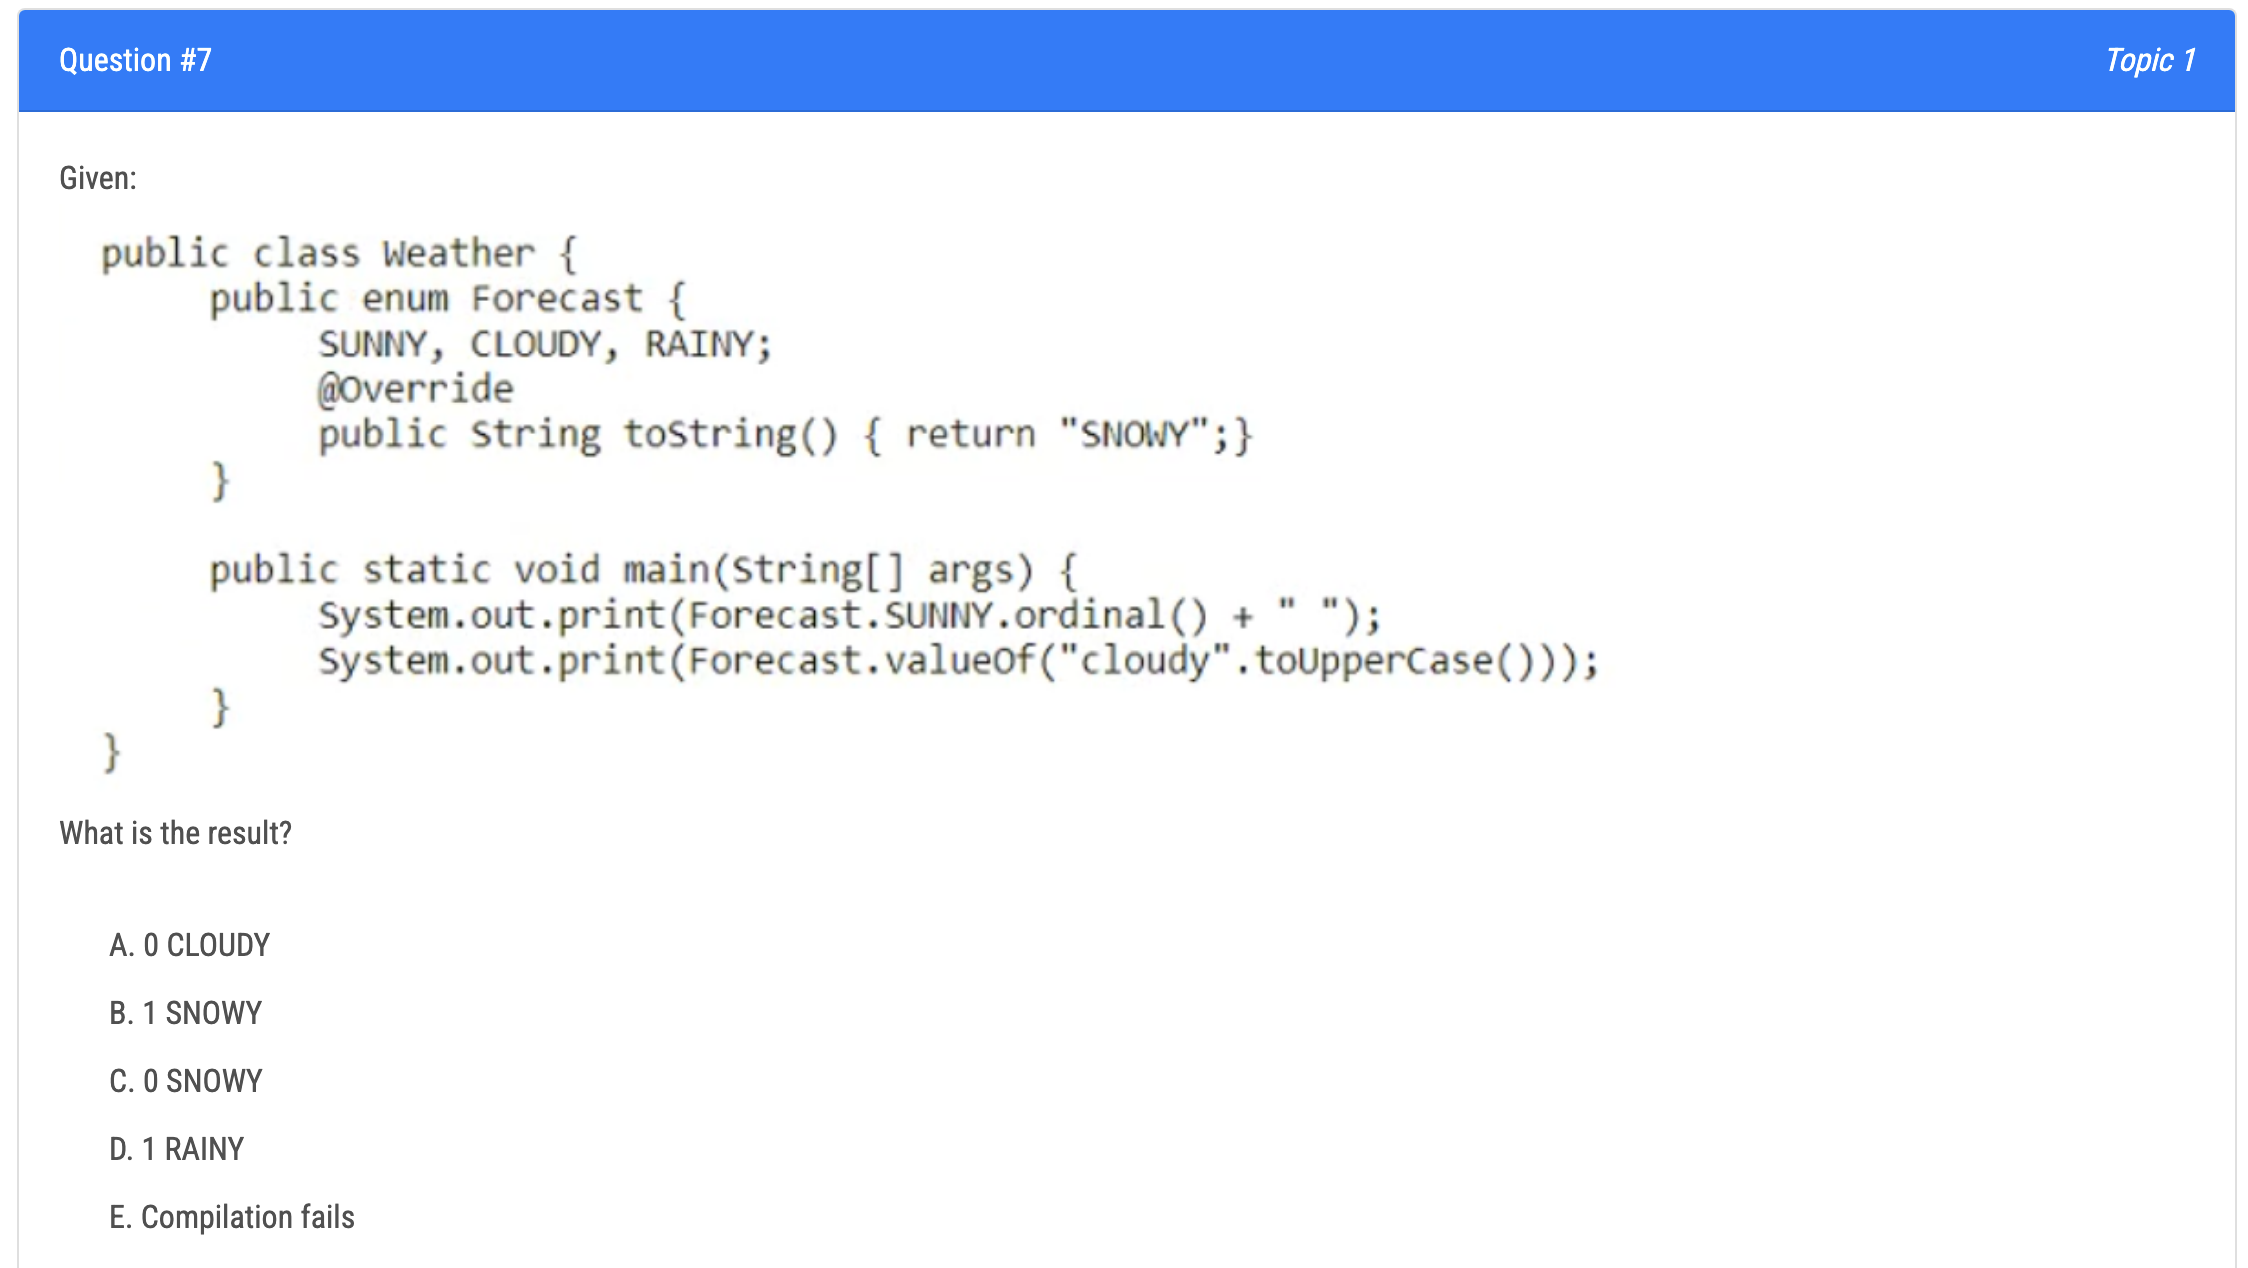 Question #7
Topic 1
Given:
public class Weather {
public enum Forecast {
SUNNY, CLOUDY, RAINY;
@Override
public String toString() { return "SNOWY";}
}
public static void main(String[] args) {
System.out.print(Forecast.SUNNY.ordinal() + " ");
System.out.print(Forecast.valueOf("cloudy".toUpperCase()));
}
}
What is the result?
A. 0 CLOUDY
B. 1 SNOWY
C. 0 SNOWY
D. 1 RAINY
E. Compilation fails